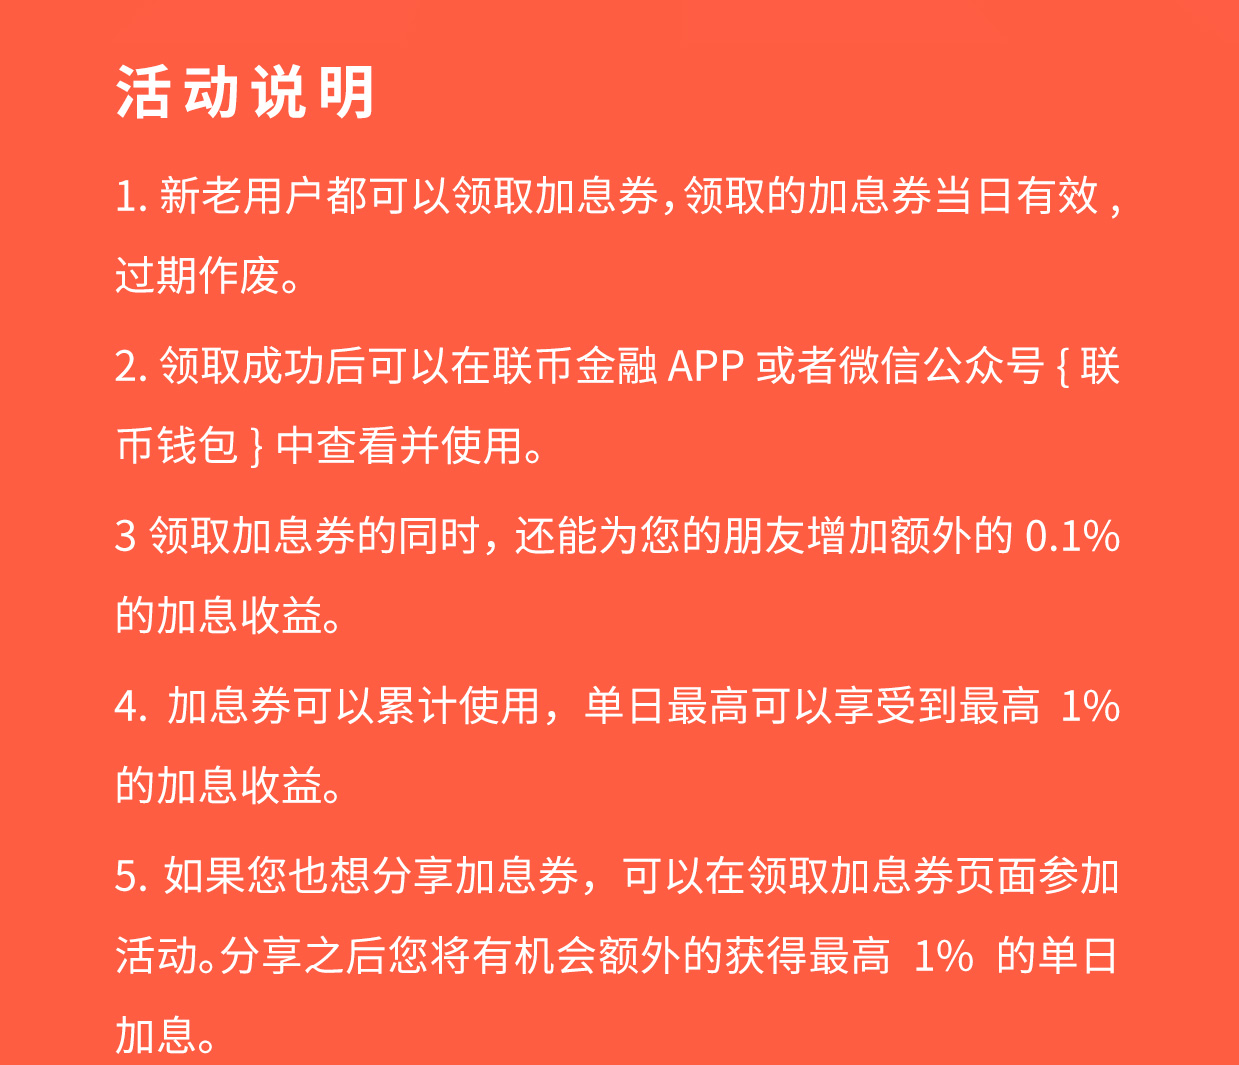 活动说明
1. 新老用户都可以领取加息券，领取的加息券当日有效，
过期作废。
2. 领取成功后可以在联币金融 APP 或者微信公众号 { 联
币钱包 } 中查看并使用。
3 领取加息券的同时，还能为您的朋友增加额外的 0.1%
的加息收益。
4. 加息券可以累计使用，单日最高可以享受到最高 1%
的加息收益。
5. 如果您也想分享加息券，可以在领取加息券页面参加
活动。分享之后您将有机会额外的获得最高 1% 的单日
加息。